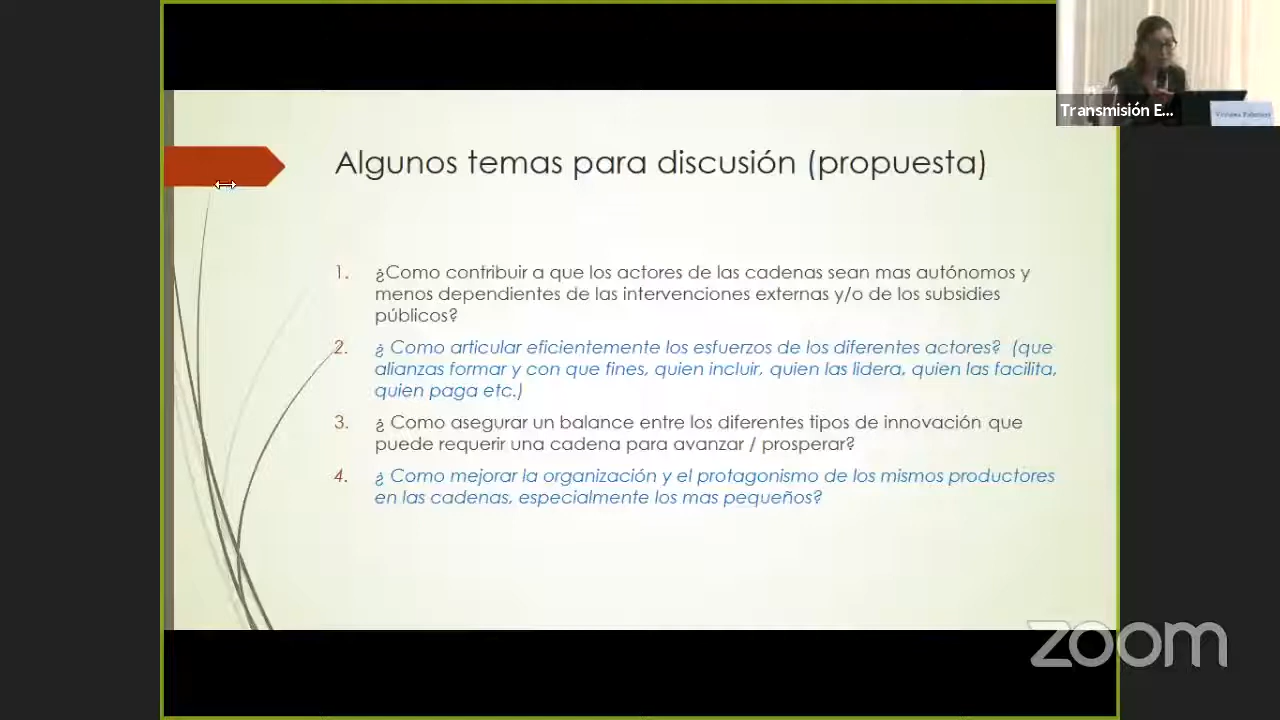 Transmisión E...
Algunos temas para discusión (propuesta)
1. ¿Como contribuir a que los actores de las cadenas sean mas autónomos y
menos dependientes de las intervenciones externas y/o de los subsidies
públicos?
2. ¿ Como articular eficientemente los esfuerzos de los diferentes actores? (que
alianzas formar y con que fines, quien incluir, quien las lidera, quien las facilita,
quien paga etc.)
3. ¿ Como asegurar un balance entre los diferentes tipos de innovación que
puede requerir una cadena para avanzar / prosperar?
4. ¿ Como mejorar la organización y el protagonismo de los mismos productores
en las cadenas, especialmente los mas pequeños?
zoom